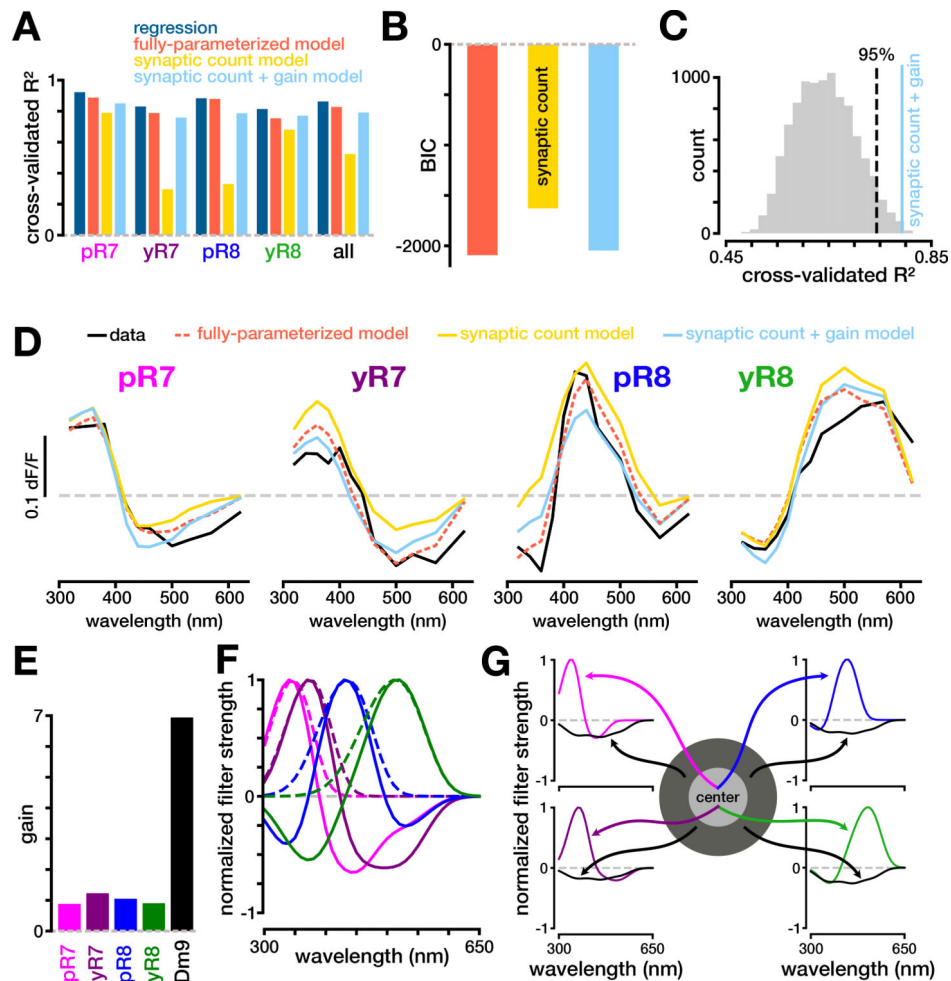 A
regression
fully-parameterized model
synaptic count model
synaptic count + gain model
cross-validated R²
1
0
pR7
yR7
pR8
yR8
all
B
0
BIC
synaptic count
-2000
C
95%
1000
count
synaptic count + gain
0
0.45
0.85
cross-validated R²
D
data
fully-parameterized model
synaptic count model
synaptic count + gain model
pR7
yR7
pR8
yR8
0.1 dF/F
300 400 500 600
300 400 500 600
300 400 500 600
300 400 500 600
wavelength (nm)
wavelength (nm)
wavelength (nm)
wavelength (nm)
E
7
gain
0
pR7
yR7
pR8
yR8
Dm9
F
normalized filter strength
1
0
-1
300
650
wavelength (nm)
G
normalized filter strength
1
0
-1
1
0
-1
center
1
0
-1
300
650
wavelength (nm)
1
0
-1
300
650
wavelength (nm)